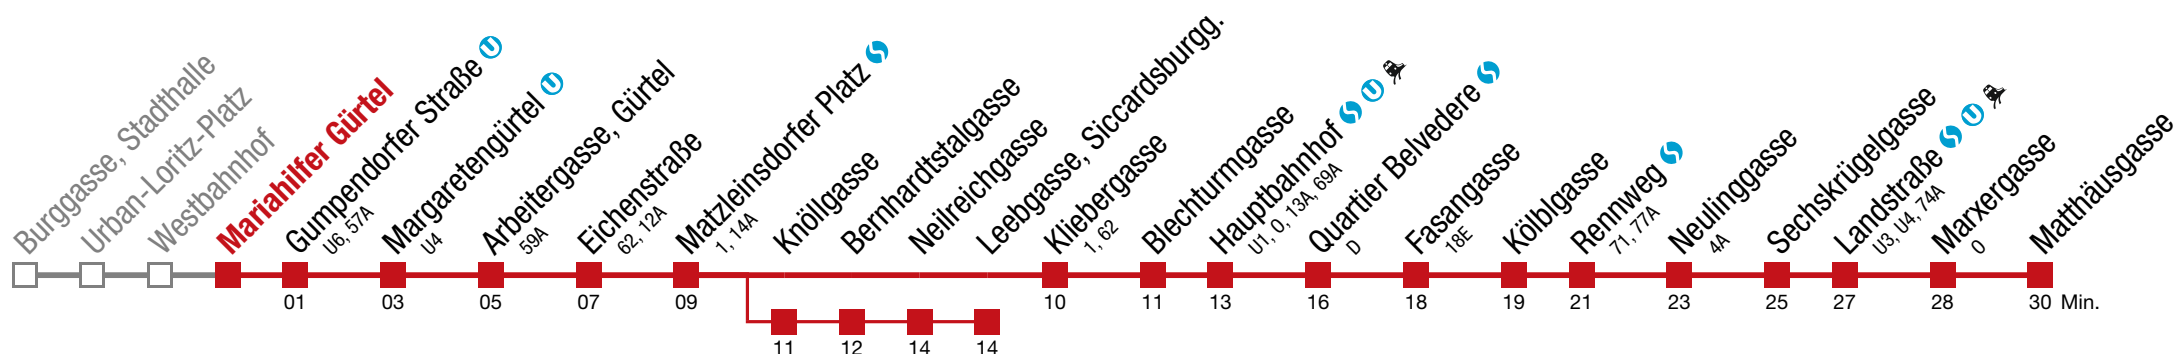 Burggasse, Stadthalle
Urban-Loritz-Platz
Westbahnhof
Mariahilfer Gürtel
Gumpendorfer Straße U
U6, 57A
Margaretengürtel U
U4
Arbeitergasse, Gürtel
59A
Eichenstraße
62, 12A
Matzleinsdorfer Platz S
1, 14A
Knöllgasse
Bernhardtstalgasse
Neilreichgasse
Leebgasse, Siccardsburgg.
Kliebergasse
1, 62
Blechturmgasse
Hauptbahnhof S U
U1, O, 13A, 69A
Quartier Belvedere S
D
Fasangasse
18E
Kölblgasse
Rennweg S
71, 77A
Neulinggasse
4A
Sechskrügelgasse
Landstraße S U
U3, U4, 74A
Marxergasse
O
Matthäusgasse
01 03 05 07 09 10 11 13 16 18 19 21 23 25 27 28 30 Min.
11 12 14 14